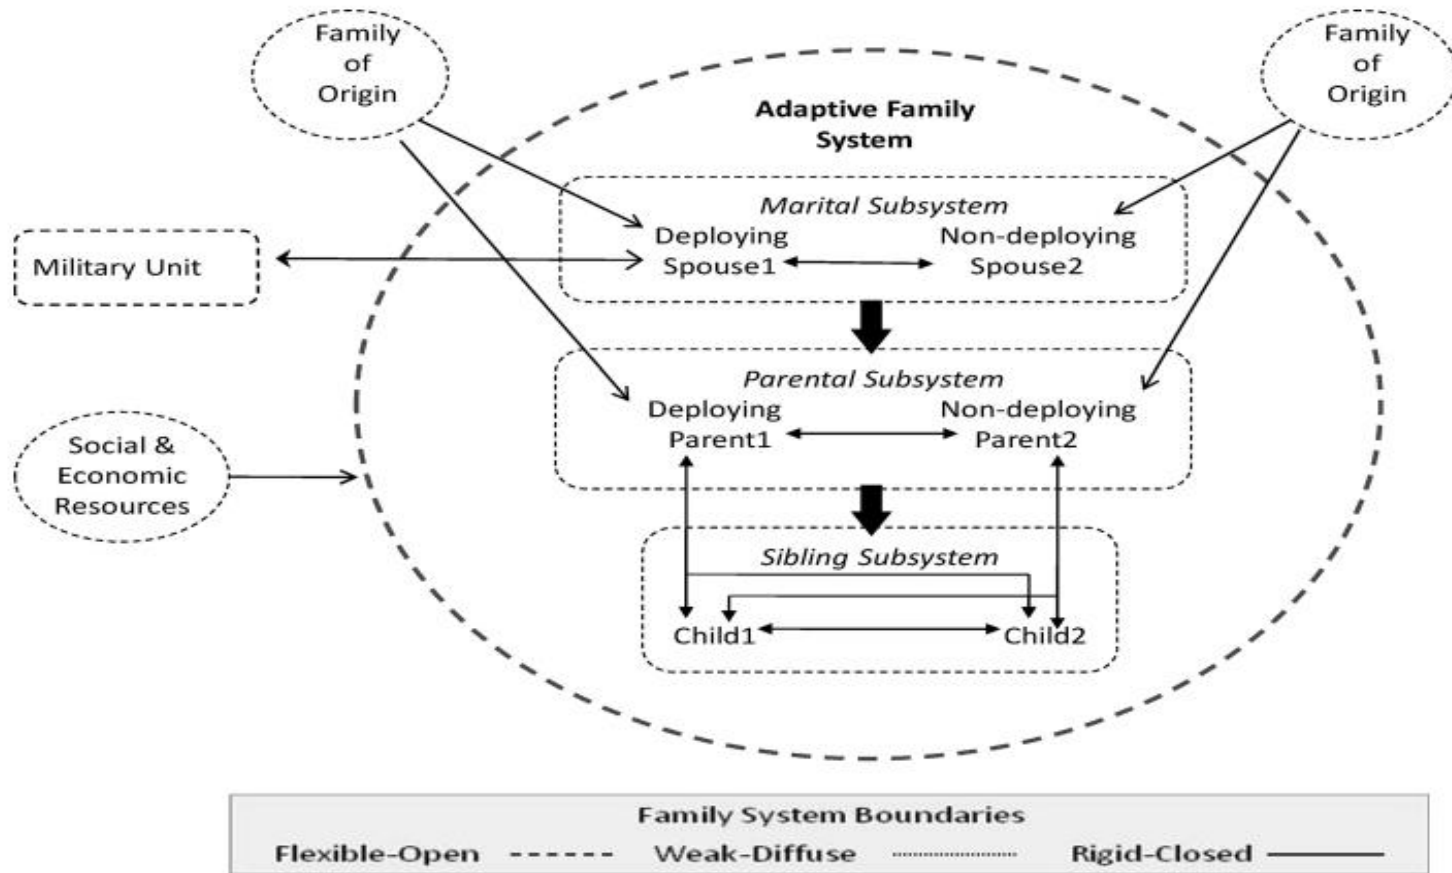 Family
of
Origin
Family
of
Origin
Adaptive Family
System
Marital Subsystem
Deploying
Spouse1
Non-deploying
Spouse2
Military Unit
Parental Subsystem
Deploying
Parent1
Non-deploying
Parent2
Social &
Economic
Resources
Sibling Subsystem
Child1
Child2
Family System Boundaries
Flexible-Open
Weak-Diffuse
Rigid-Closed